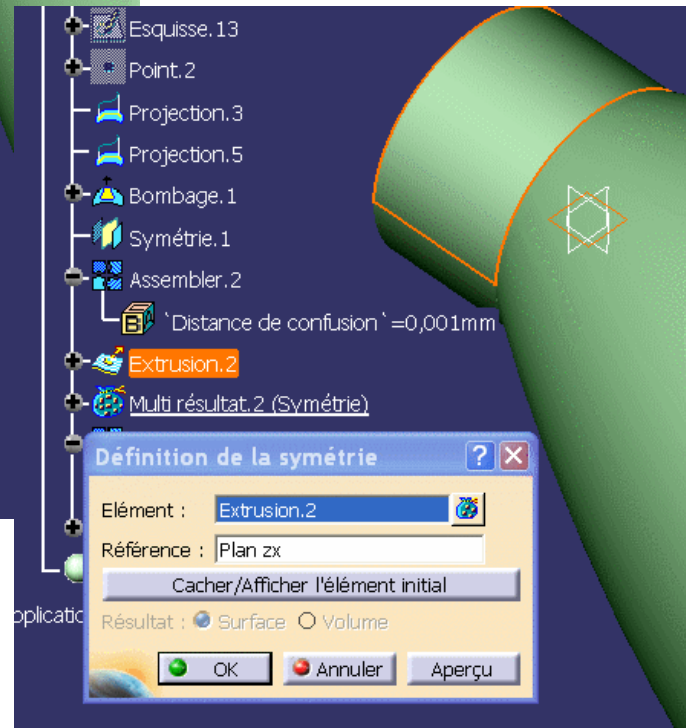 Esquisse.13
Point.2
Projection.3
Projection.5
Bombage.1
Symétrie.1
Assembler.2
`Distance de confusion`=0,001mm
Extrusion.2
Multi résultat.2 (Symétrie)
Définition de la symétrie
Elément : Extrusion.2
Référence : Plan zx
Cacher/Afficher l'élément initial
Résultat : Surface Volume
OK Annuler Aperçu